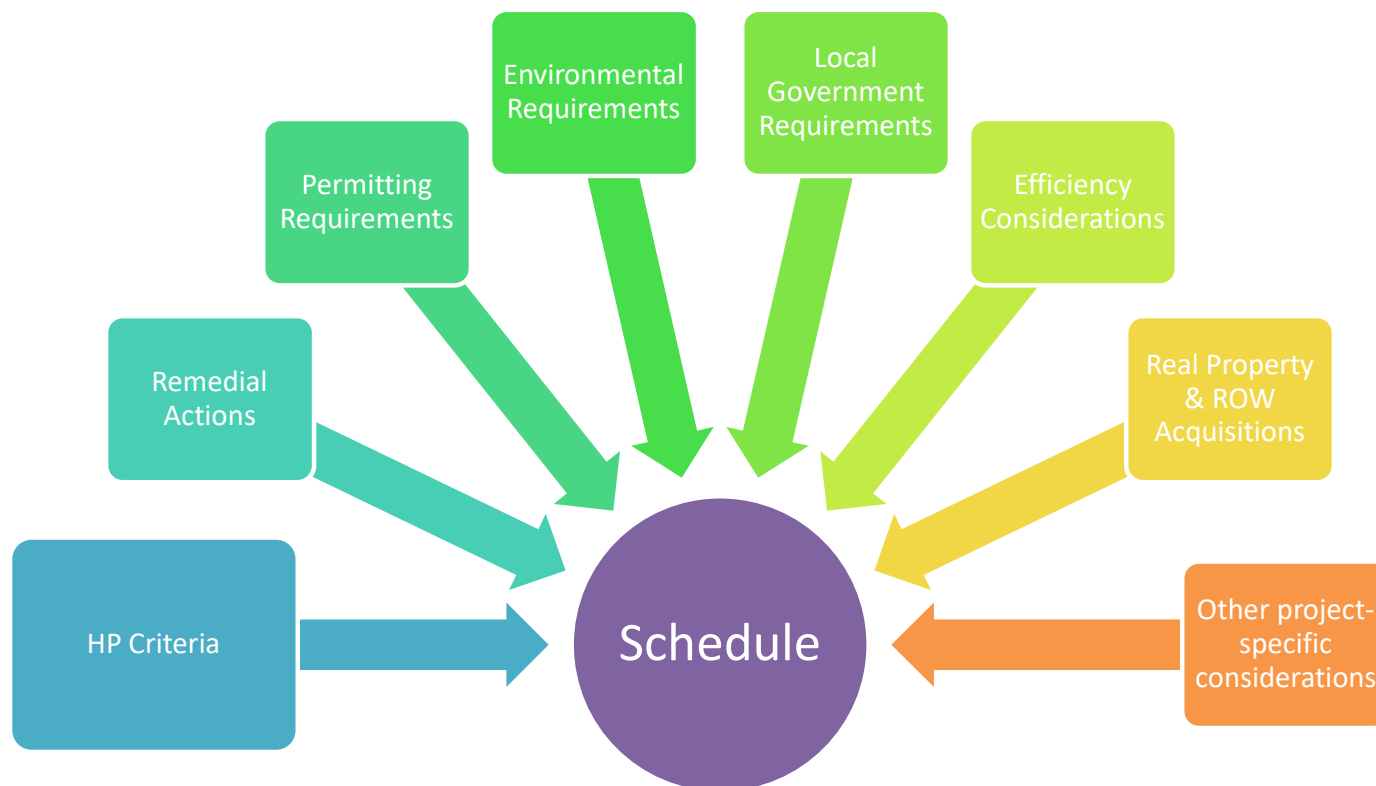 HP Criteria
Remedial
Actions
Permitting
Requirements
Environmental
Requirements
Local
Government
Requirements
Efficiency
Considerations
Real Property
& ROW
Acquisitions
Other project-
specific
considerations
Schedule